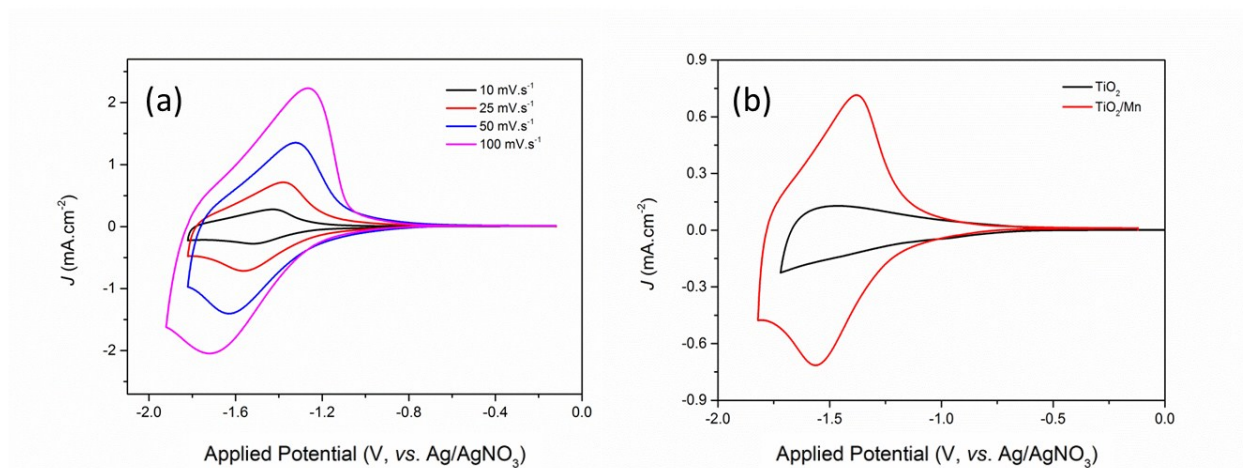 (a)
10 mV.s⁻¹
25 mV.s⁻¹
50 mV.s⁻¹
100 mV.s⁻¹
2
1
0
-1
-2
J (mA.cm⁻²)
-2.0 -1.6 -1.2 -0.8 -0.4 0.0
Applied Potential (V, vs. Ag/AgNO₃)
(b)
TiO₂
TiO₂/Mn
0.9
0.6
0.3
0.0
-0.3
-0.6
-0.9
J (mA.cm⁻²)
-2.0 -1.5 -1.0 -0.5 0.0
Applied Potential (V, vs. Ag/AgNO₃)